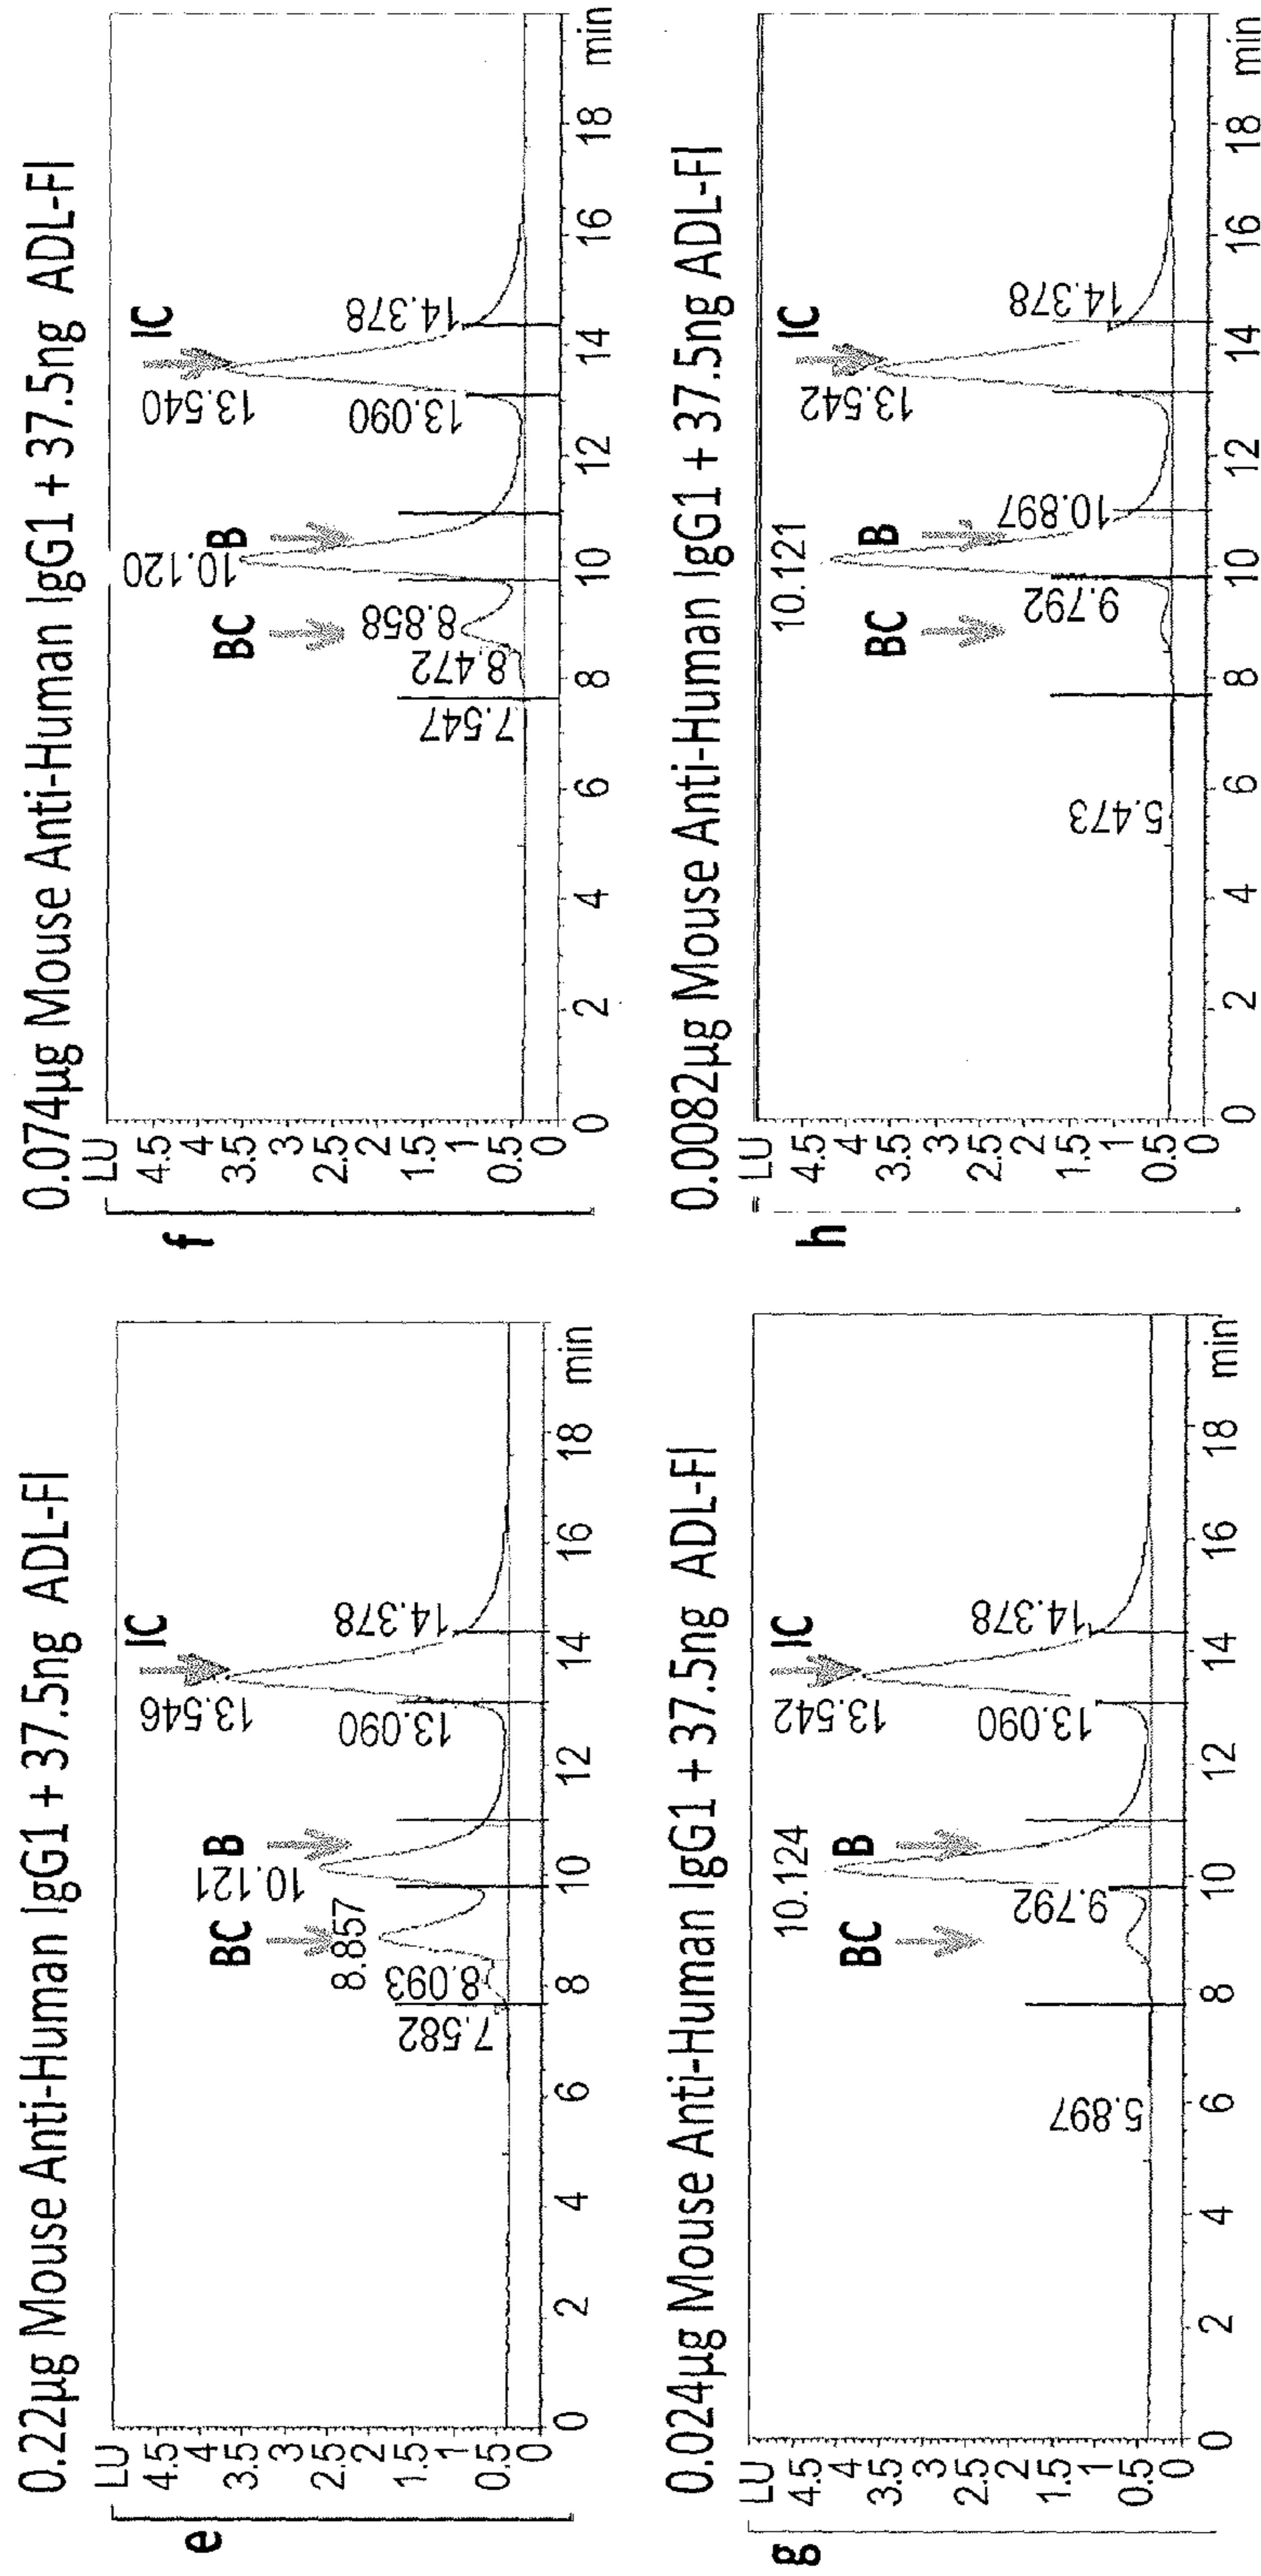 e
0.22µg Mouse Anti-Human IgG1 + 37.5ng ADL-Fl
LU
4.5
4
3.5
3
2.5
2
1.5
1
0.5
0
BC
B
IC
7.582
8.093
8.857
10.121
13.090
13.546
14.378
0 2 4 6 8 10 12 14 16 18 min
f
0.074µg Mouse Anti-Human IgG1 + 37.5ng ADL-Fl
LU
4.5
4
3.5
3
2.5
2
1.5
1
0.5
0
BC
B
IC
7.547
8.472
8.858
10.120
13.090
13.540
14.378
0 2 4 6 8 10 12 14 16 18 min
g
0.024µg Mouse Anti-Human IgG1 + 37.5ng ADL-Fl
LU
4.5
4
3.5
3
2.5
2
1.5
1
0.5
0
BC
B
IC
5.897
9.792
10.124
13.090
13.542
14.378
0 2 4 6 8 10 12 14 16 18 min
h
0.0082µg Mouse Anti-Human IgG1 + 37.5ng ADL-Fl
LU
4.5
4
3.5
3
2.5
2
1.5
1
0.5
0
BC
B
IC
5.473
9.792
10.121
10.897
13.542
14.378
0 2 4 6 8 10 12 14 16 18 min